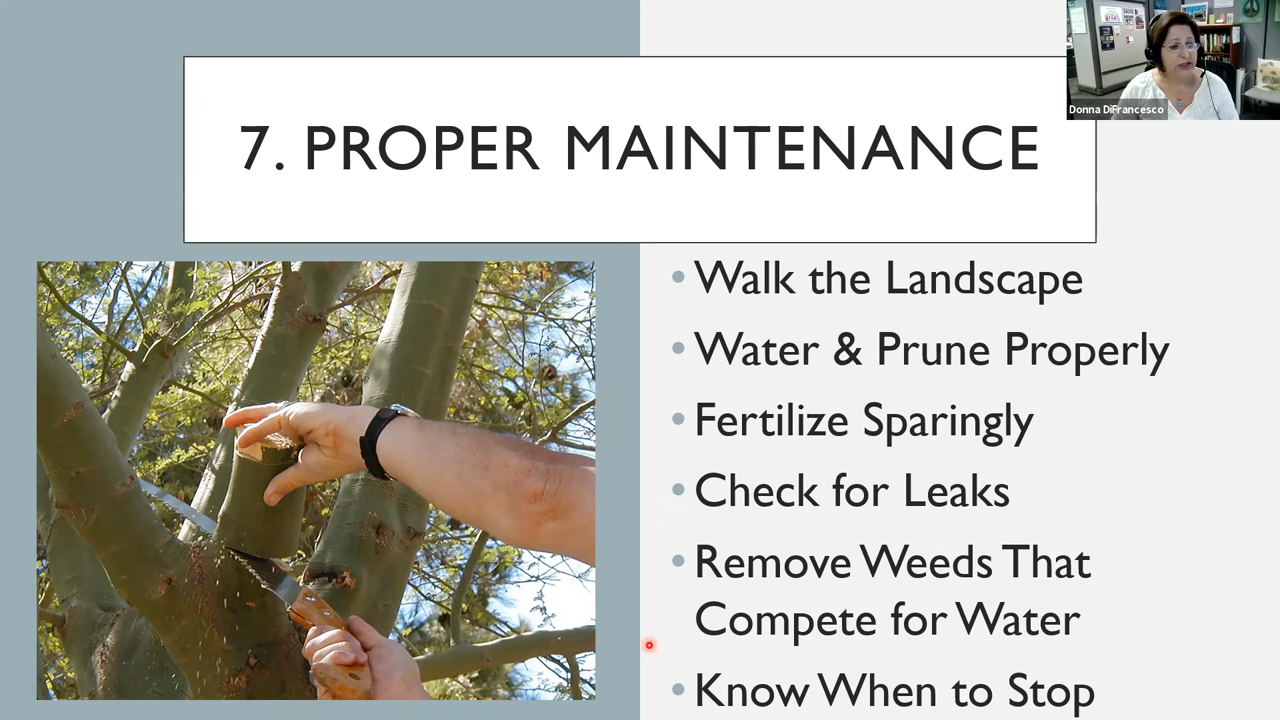 7. PROPER MAINTENANCE
Donna DiFrancesco
• Walk the Landscape
• Water & Prune Properly
• Fertilize Sparingly
• Check for Leaks
• Remove Weeds That
Compete for Water
• Know When to Stop